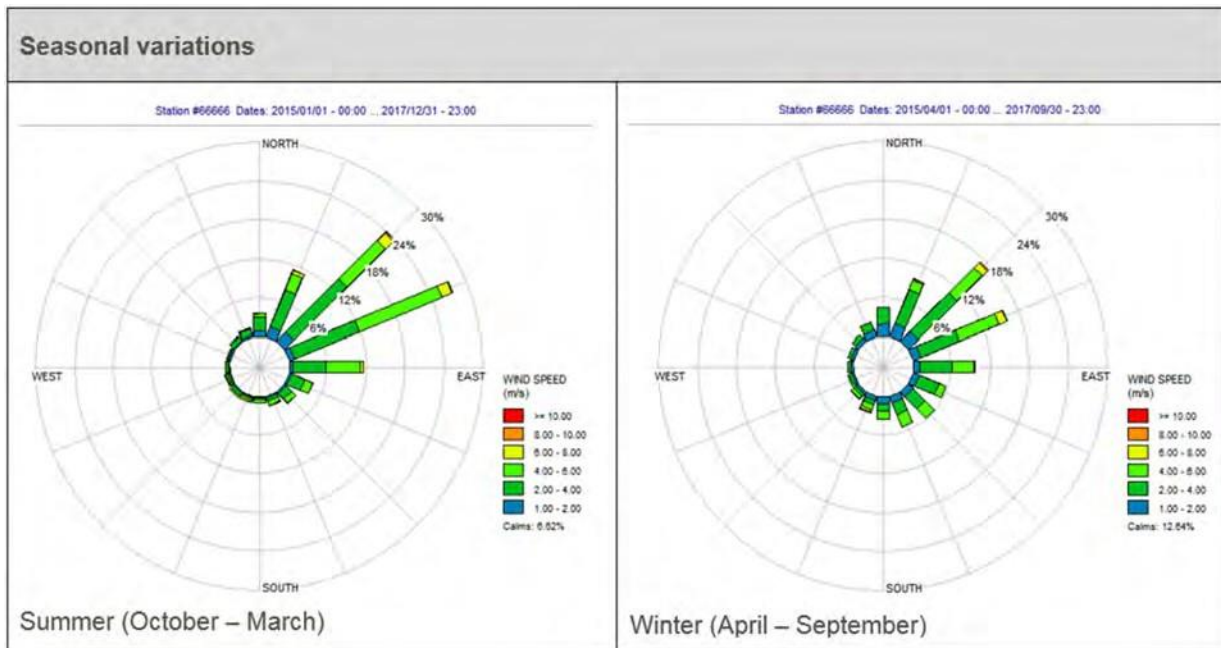 Seasonal variations
Station #66666 Dates: 2015/01/01 - 00:00 ... 2017/12/31 - 23:00
NORTH
30%
24%
18%
12%
6%
WEST
EAST
WIND SPEED
(m/s)
>= 10.00
8.00 - 10.00
6.00 - 8.00
4.00 - 6.00
2.00 - 4.00
1.00 - 2.00
Calms: 6.62%
SOUTH
Summer (October – March)
Station #66666 Dates: 2015/04/01 - 00:00 ... 2017/09/30 - 23:00
NORTH
30%
24%
18%
12%
6%
WEST
EAST
WIND SPEED
(m/s)
>= 10.00
8.00 - 10.00
6.00 - 8.00
4.00 - 6.00
2.00 - 4.00
1.00 - 2.00
Calms: 12.64%
SOUTH
Winter (April – September)